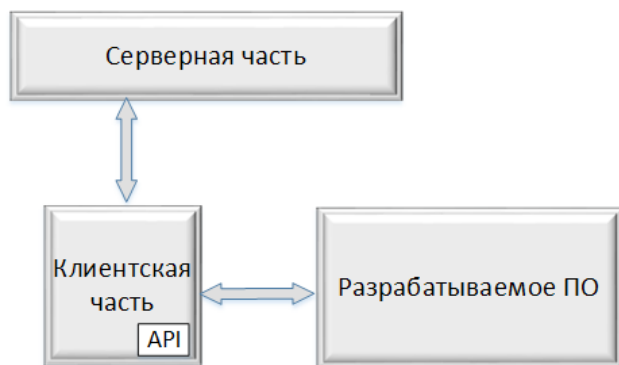 Серверная часть
Клиентская
часть
API
Разрабатываемое ПО